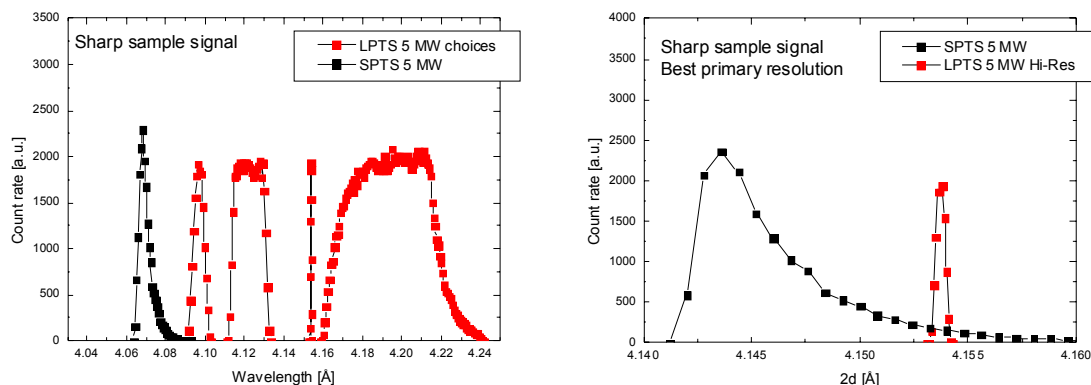 Sharp sample signal
LPTS 5 MW choices
SPTS 5 MW
3500
3000
2500
2000
1500
1000
500
0
Count rate [a.u.]
4.04 4.06 4.08 4.10 4.12 4.14 4.16 4.18 4.20 4.22 4.24
Wavelength [Å]
Sharp sample signal
Best primary resolution
SPTS 5 MW
LPTS 5 MW Hi-Res
4000
3500
3000
2500
2000
1500
1000
500
0
Count rate [a.u.]
4.140 4.145 4.150 4.155 4.160
2d [Å]